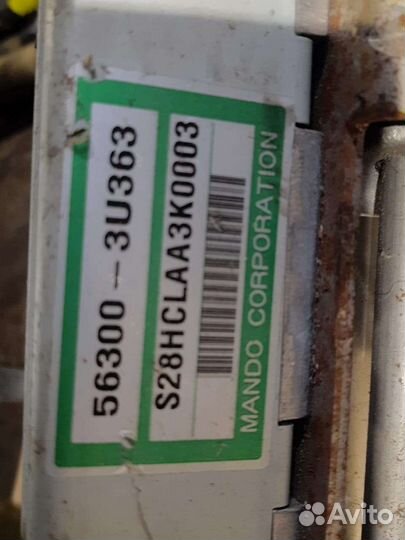 56300-3U363
S28HCLAA3K0003
MANDO CORPORATION
Avito